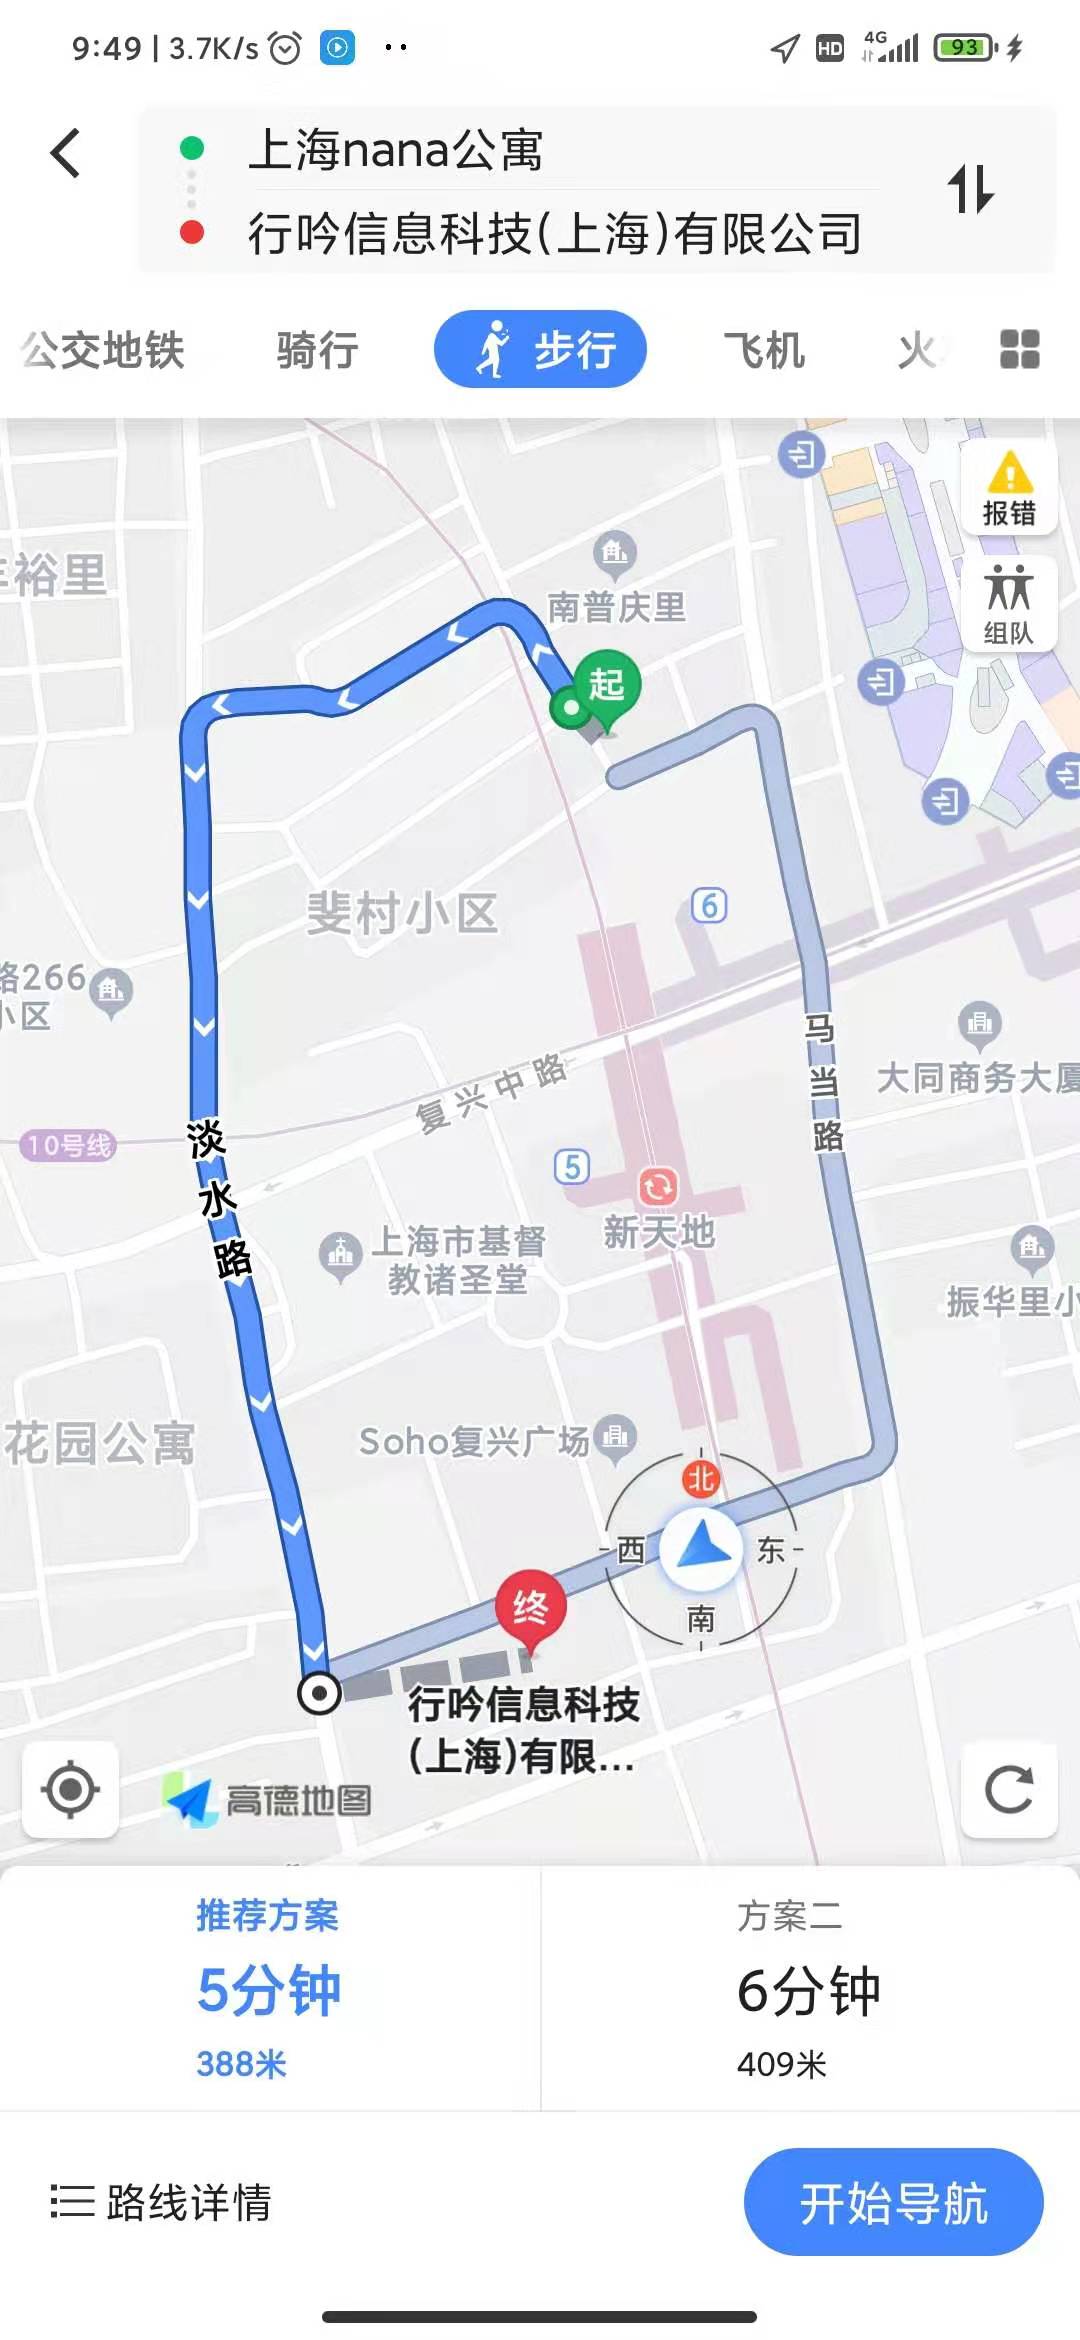 9:49 | 3.7K/s
HD 4G 93
上海nana公寓
行吟信息科技(上海)有限公司
公交地铁 骑行 步行 飞机 火
报错
组队
裕里
南普庆里
起
斐村小区
6
路266
小区
马当路
大同商务大厦
复兴中路
10号线
淡水路
5
新天地
上海市基督
教诸圣堂
振华里小
花园公寓
Soho复兴广场
北
西 东
南
终
行吟信息科技
(上海)有限...
高德地图
推荐方案
5分钟
388米
方案二
6分钟
409米
路线详情
开始导航